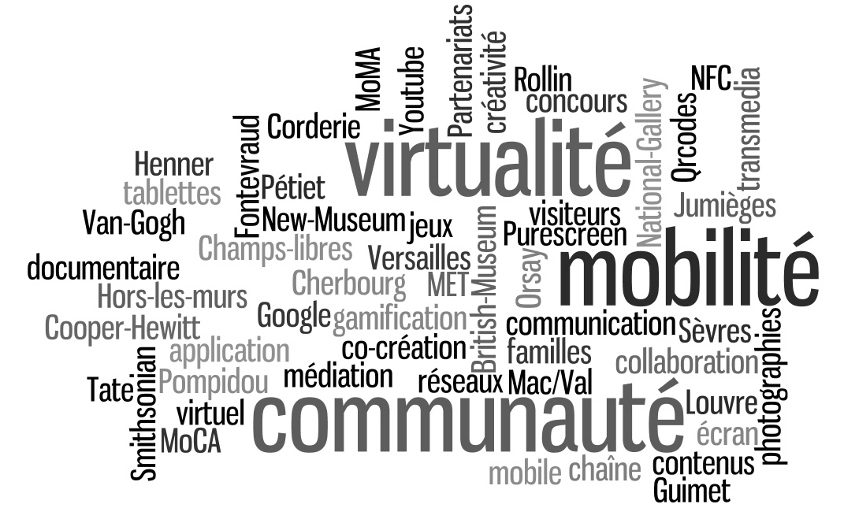 Partenariats
MoMA
Youtube
créativité
Rollin
NFC
concours
National-Gallery
Qrcodes
transmedia
Corderie
Fontevraud
virtualité
Henner
tablettes
Pétiet
Van-Gogh
New-Museum
jeux
visiteurs
Jumièges
Purescreen
Champs-libres
Versailles
British-Museum
Orsay
mobilité
documentaire
Cherbourg
MET
Hors-les-murs
Google
gamification
communication
Sèvres
Cooper-Hewitt
application
co-création
familles
collaboration
photographies
Smithsonian
Tate
Pompidou
médiation
réseaux
Mac/Val
virtuel
communauté
Louvre
MoCA
écran
mobile
chaîne
contenus
Guimet